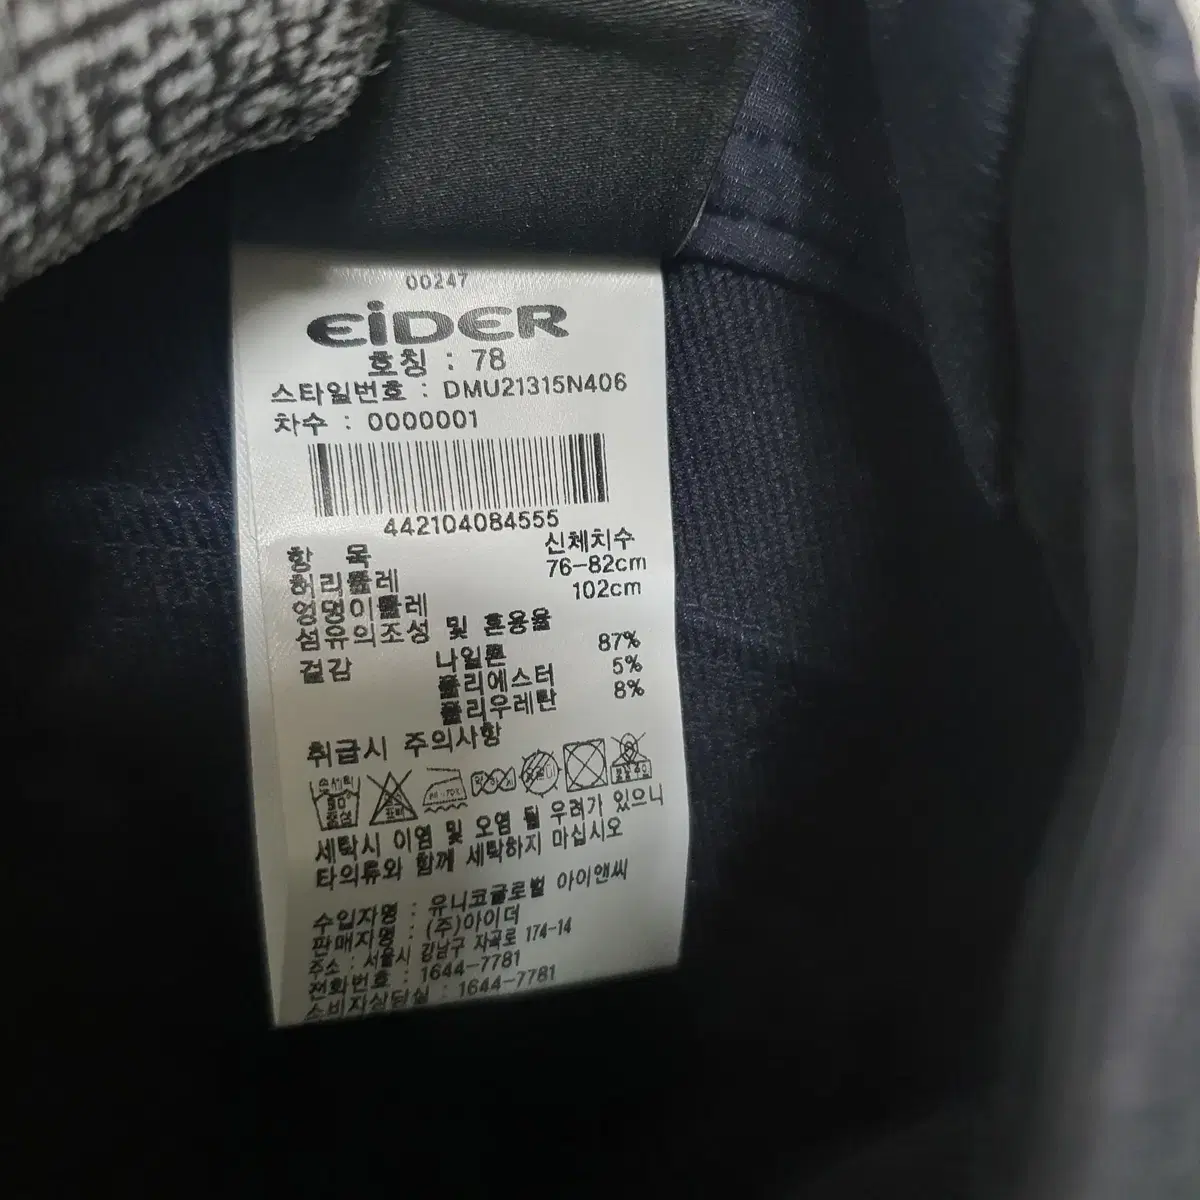 00247
EiDER
호칭 : 78
스타일번호 : DMU21315N406
차수 : 0000001
442104084555
항 목 신체치수
허리둘레 76-82cm
엉덩이둘레 102cm
섬유의조성 및 혼용율
겉감 나일론 87%
폴리에스터 5%
폴리우레탄 8%
취급시 주의사항
손세탁
30
중성
세탁시 이염 및 오염 될 우려가 있으니
타의류와 함께 세탁하지 마십시오
수입자명 : 유니코글로벌 아이앤씨
판매자명 : (주)아이더
주소 : 서울시 강남구 자곡로 174-14
전화번호 : 1644-7781
소비자상담실 : 1644-7781